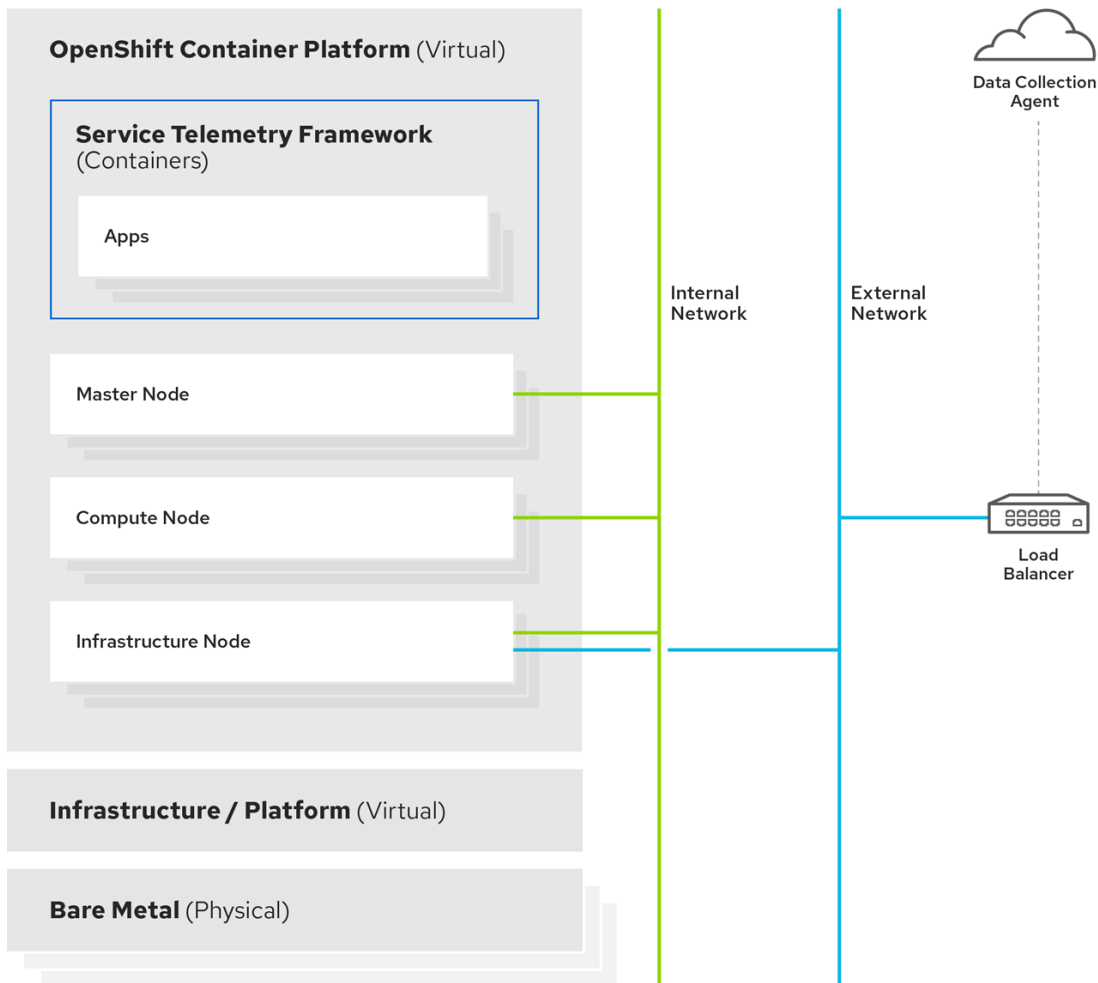 OpenShift Container Platform (Virtual)
Service Telemetry Framework
(Containers)
Apps
Master Node
Compute Node
Infrastructure Node
Infrastructure / Platform (Virtual)
Bare Metal (Physical)
Internal
Network
External
Network
Data Collection
Agent
Load
Balancer